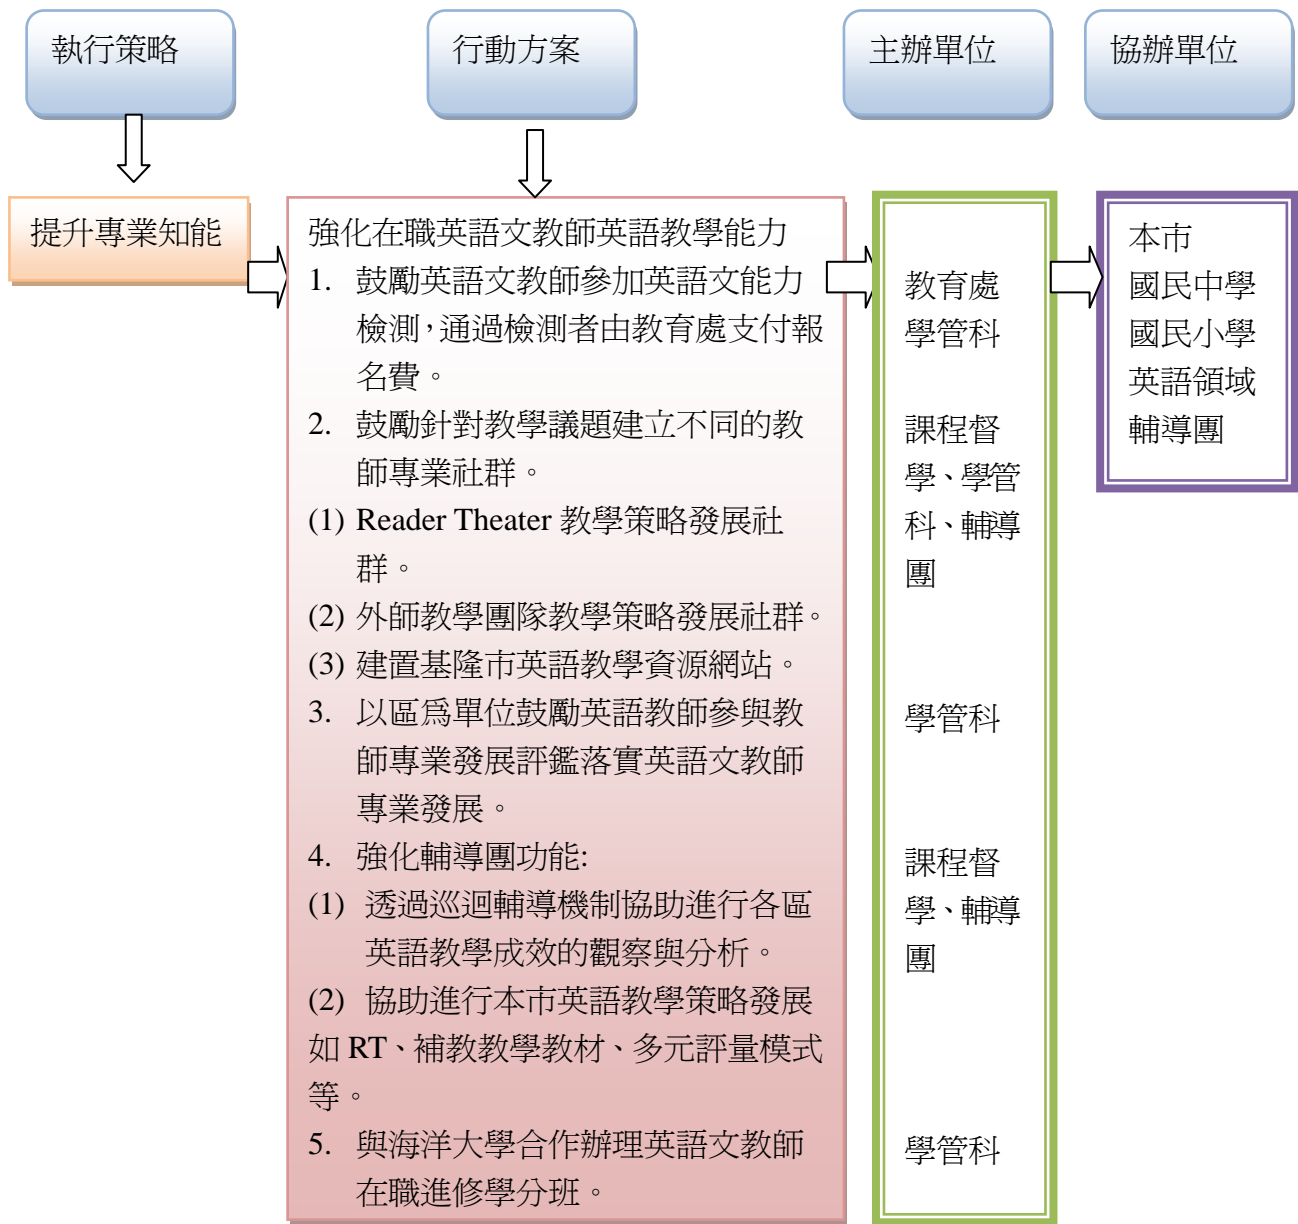 執行策略
行動方案
主辦單位
協辦單位
提升專業知能
強化在職英語文教師英語教學能力
1. 鼓勵英語文教師參加英語文能力
檢測,通過檢測者由教育處支付報
名費。
2. 鼓勵針對教學議題建立不同的教
師專業社群。
(1) Reader Theater 教學策略發展社
群。
(2) 外師教學團隊教學策略發展社群。
(3) 建置基隆市英語教學資源網站。
3. 以區為單位鼓勵英語教師參與教
師專業發展評鑑落實英語文教師
專業發展。
4. 強化輔導團功能:
(1) 透過巡迴輔導機制協助進行各區
英語教學成效的觀察與分析。
(2) 協助進行本市英語教學策略發展
如 RT、補教教學教材、多元評量模式
等。
5. 與海洋大學合作辦理英語文教師
在職進修學分班。
教育處
學管科
課程督
學、學管
科、輔導
團
學管科
課程督
學、輔導
團
學管科
本市
國民中學
國民小學
英語領域
輔導團